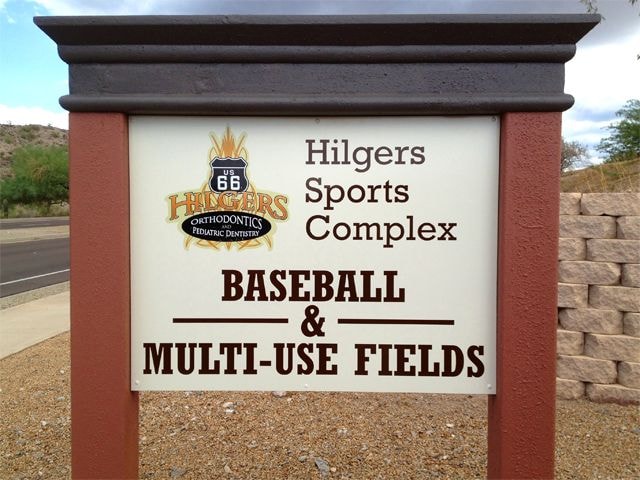 US
66
HILGERS
ORTHODONTICS
AND
PEDIATRIC DENTISTRY
Hilgers
Sports
Complex
BASEBALL
&
MULTI-USE FIELDS